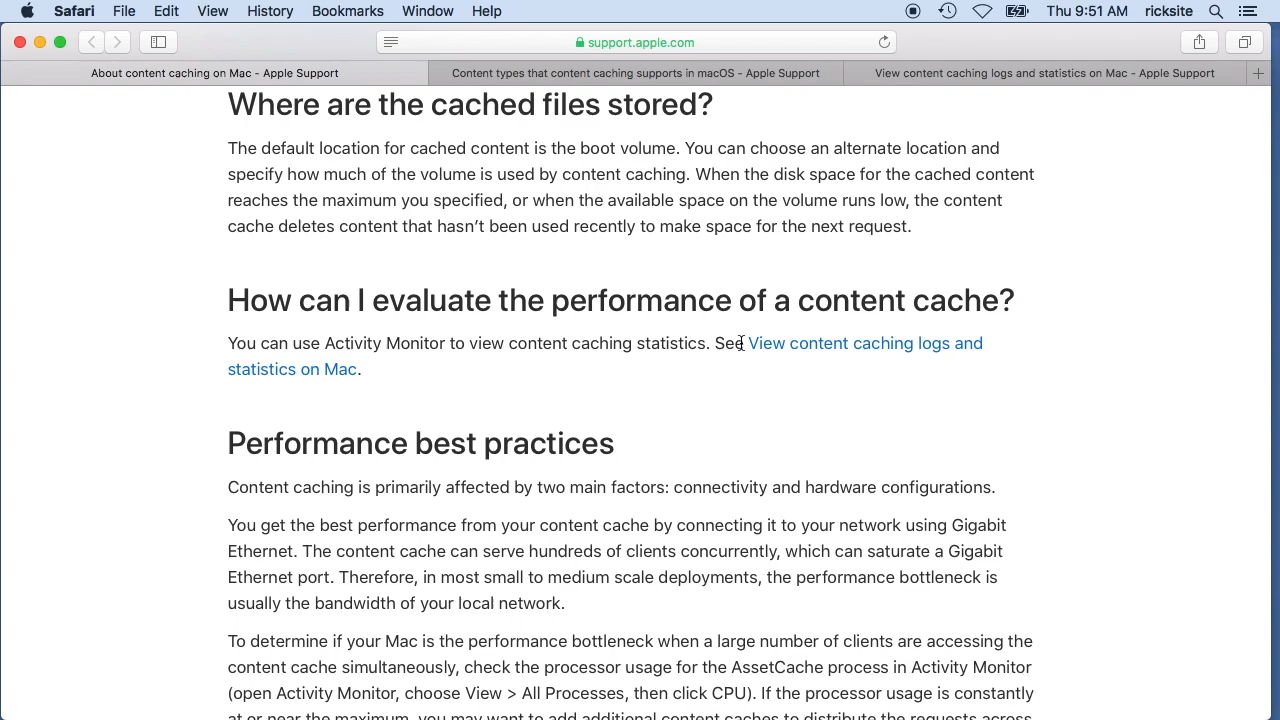 Safari File Edit View History Bookmarks Window Help Thu 9:51 AM ricksite
support.apple.com
About content caching on Mac - Apple Support
Content types that content caching supports in macOS - Apple Support
View content caching logs and statistics on Mac - Apple Support
Where are the cached files stored?
The default location for cached content is the boot volume. You can choose an alternate location and
specify how much of the volume is used by content caching. When the disk space for the cached content
reaches the maximum you specified, or when the available space on the volume runs low, the content
cache deletes content that hasn’t been used recently to make space for the next request.
How can I evaluate the performance of a content cache?
You can use Activity Monitor to view content caching statistics. See View content caching logs and
statistics on Mac.
Performance best practices
Content caching is primarily affected by two main factors: connectivity and hardware configurations.
You get the best performance from your content cache by connecting it to your network using Gigabit
Ethernet. The content cache can serve hundreds of clients concurrently, which can saturate a Gigabit
Ethernet port. Therefore, in most small to medium scale deployments, the performance bottleneck is
usually the bandwidth of your local network.
To determine if your Mac is the performance bottleneck when a large number of clients are accessing the
content cache simultaneously, check the processor usage for the AssetCache process in Activity Monitor
(open Activity Monitor, choose View > All Processes, then click CPU). If the processor usage is constantly
at or near the maximum, you may want to add additional content caches to distribute the requests across